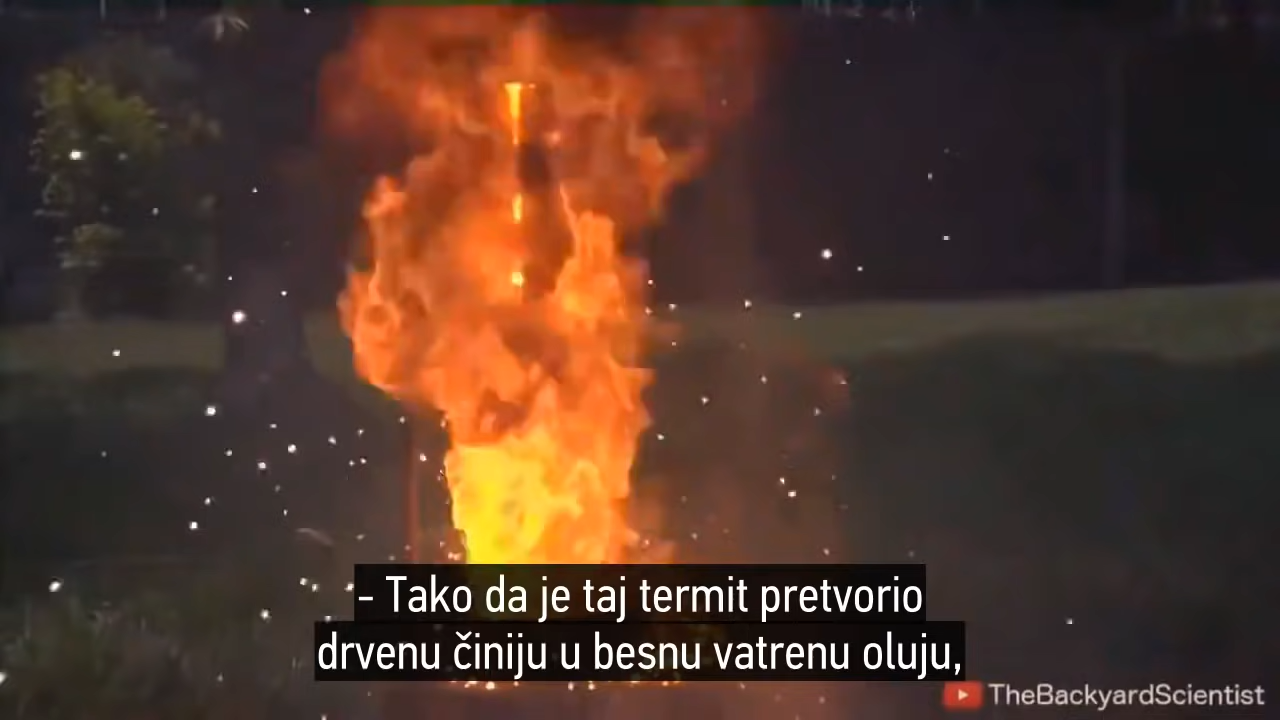 - Tako da je taj termit pretvorio
drvenu činiju u besnu vatrenu oluju,
TheBackyardScientist